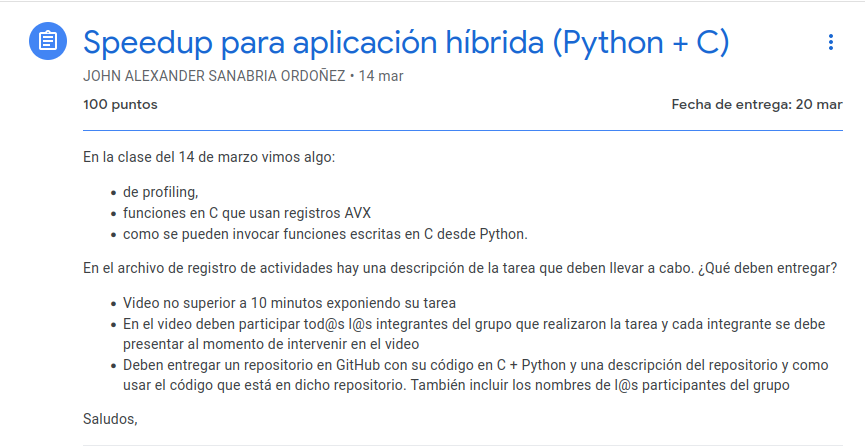 Speedup para aplicación híbrida (Python + C)
JOHN ALEXANDER SANABRIA ORDOÑEZ • 14 mar
100 puntos
Fecha de entrega: 20 mar
En la clase del 14 de marzo vimos algo:
• de profiling,
• funciones en C que usan registros AVX
• como se pueden invocar funciones escritas en C desde Python.
En el archivo de registro de actividades hay una descripción de la tarea que deben llevar a cabo. ¿Qué deben entregar?
• Video no superior a 10 minutos exponiendo su tarea
• En el video deben participar tod@s l@s integrantes del grupo que realizaron la tarea y cada integrante se debe
presentar al momento de intervenir en el video
• Deben entregar un repositorio en GitHub con su código en C + Python y una descripción del repositorio y como
usar el código que está en dicho repositorio. También incluir los nombres de l@s participantes del grupo
Saludos,